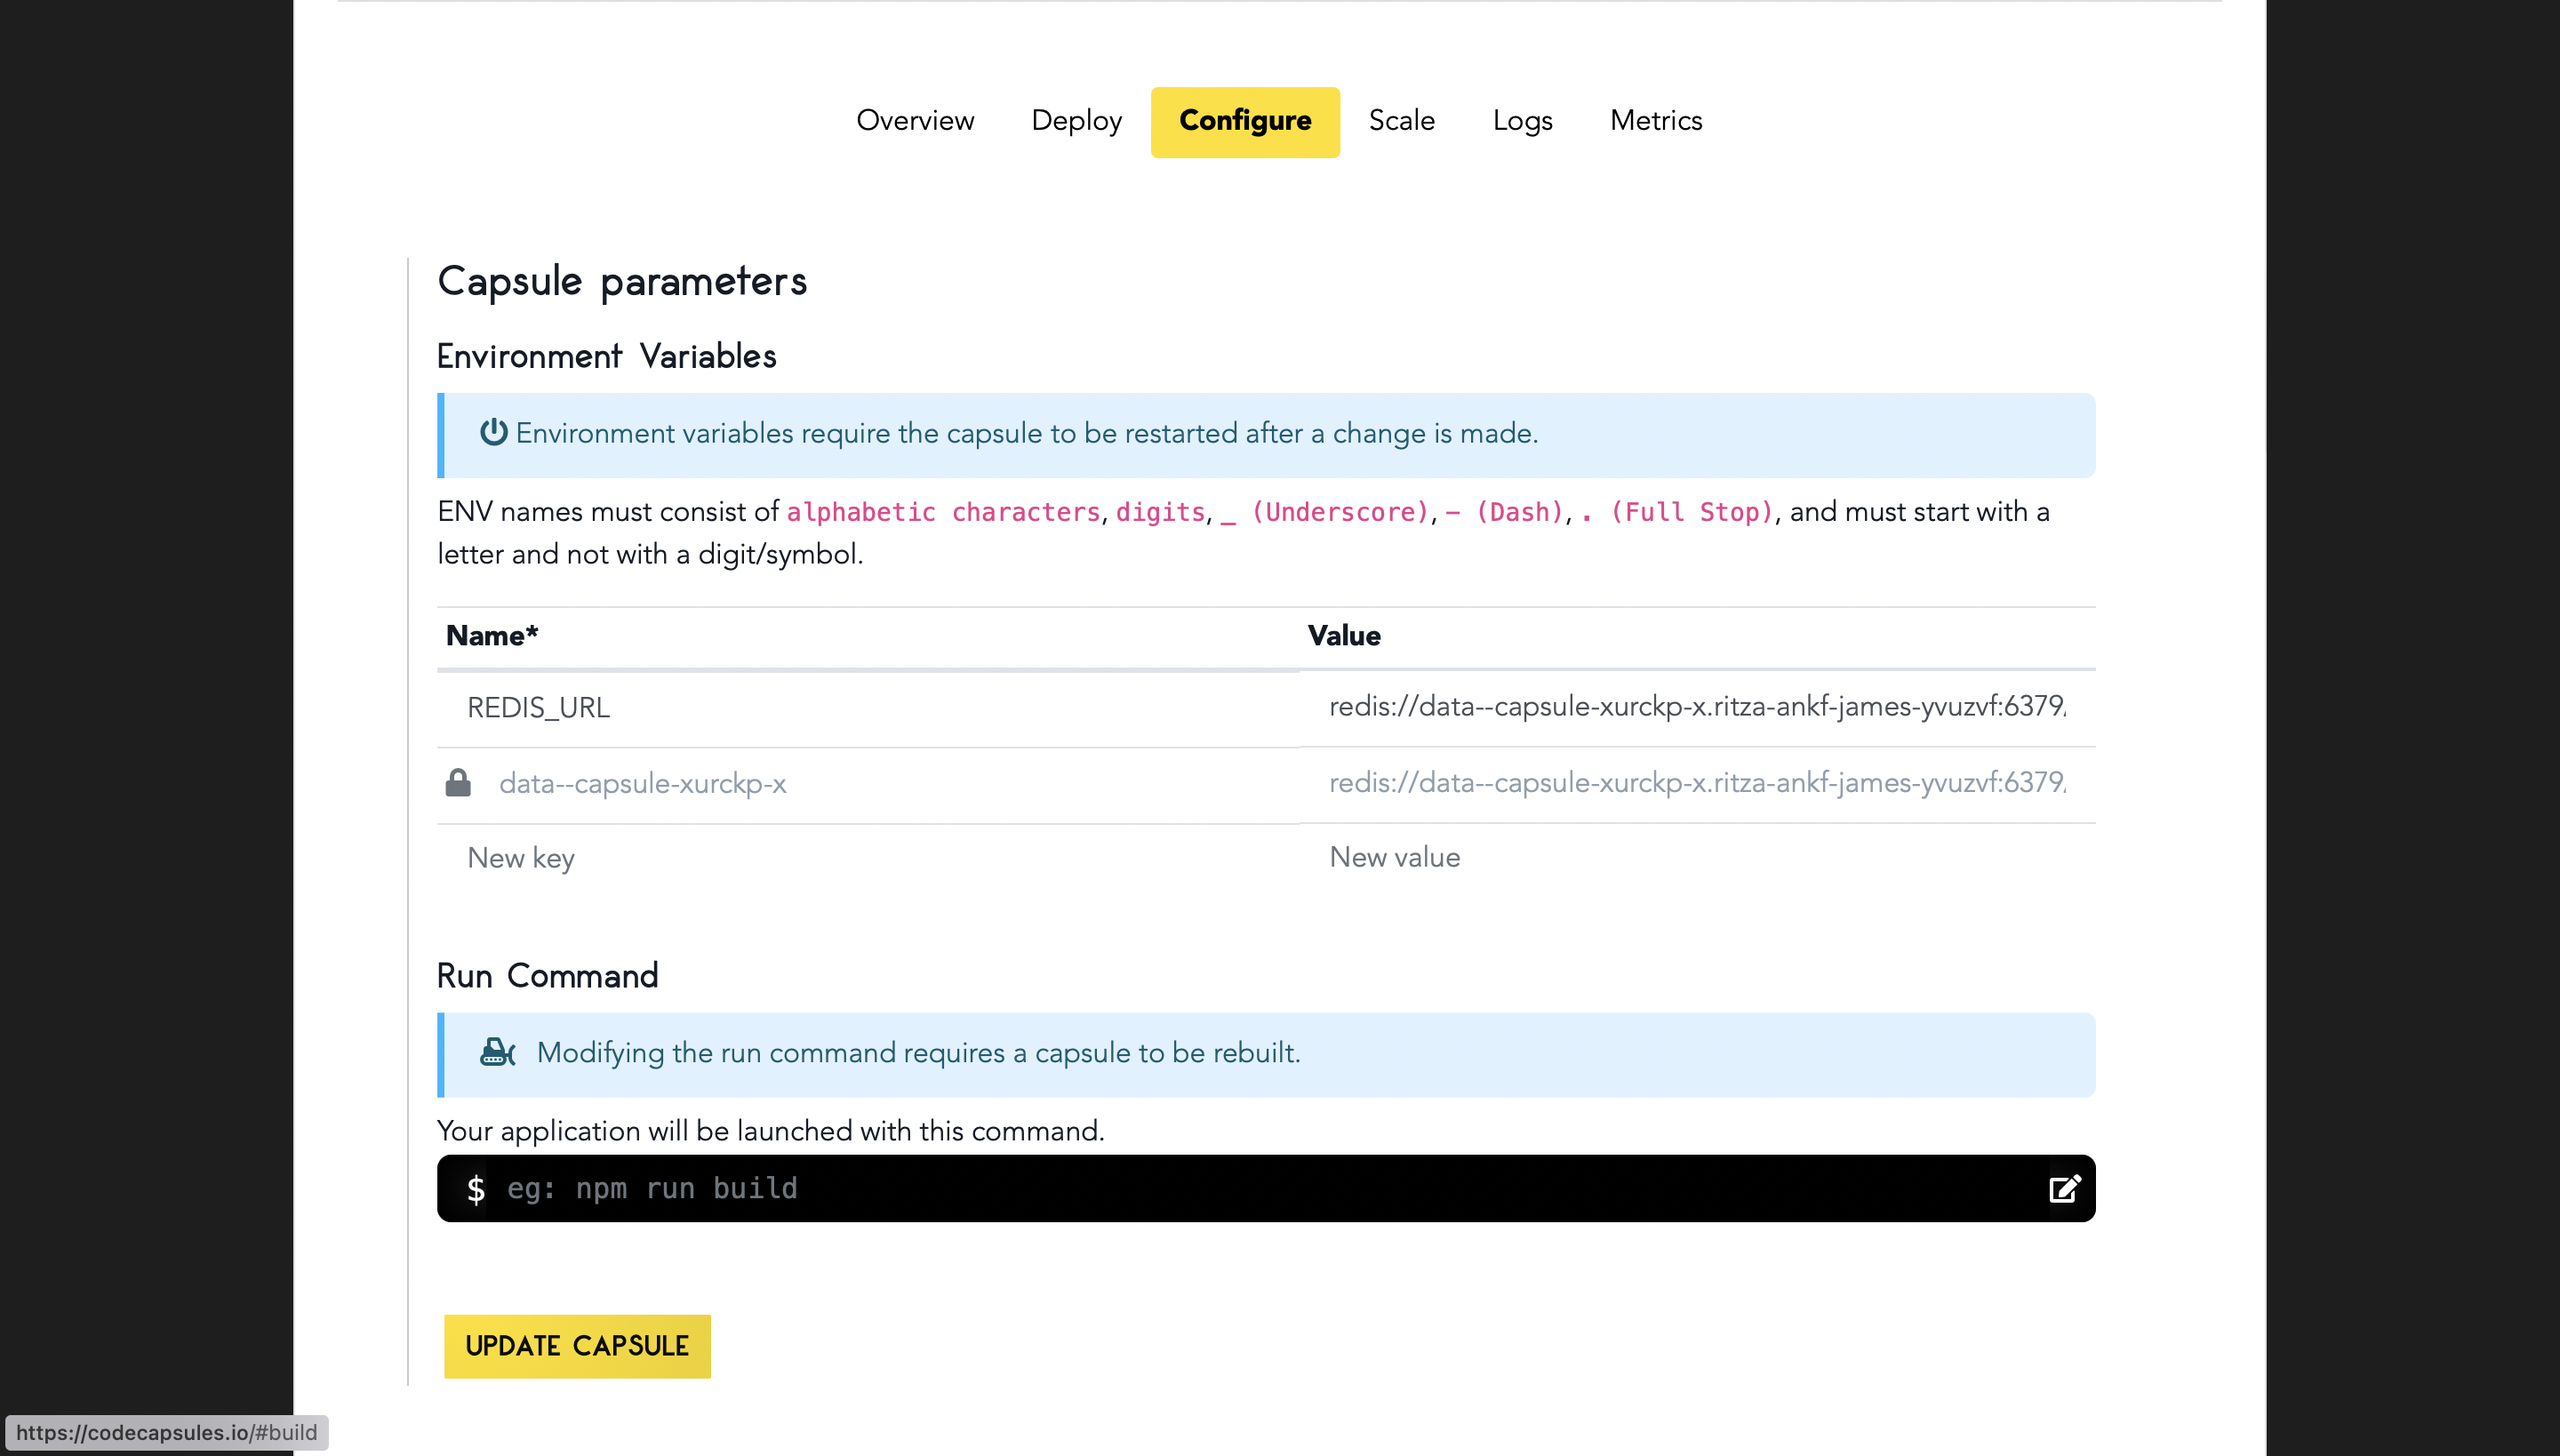 Overview Deploy Configure Scale Logs Metrics
Capsule parameters
Environment Variables
Environment variables require the capsule to be restarted after a change is made.
ENV names must consist of alphabetic characters, digits, _ (Underscore), - (Dash), . (Full Stop), and must start with a
letter and not with a digit/symbol.
Name* Value
REDIS_URL redis://data--capsule-xurckp-x.ritza-ankf-james-yvuzvf:6379/
data--capsule-xurckp-x redis://data--capsule-xurckp-x.ritza-ankf-james-yvuzvf:6379/
New key New value
Run Command
Modifying the run command requires a capsule to be rebuilt.
Your application will be launched with this command.
$ eg: npm run build
UPDATE CAPSULE
https://codecapsules.io/#build